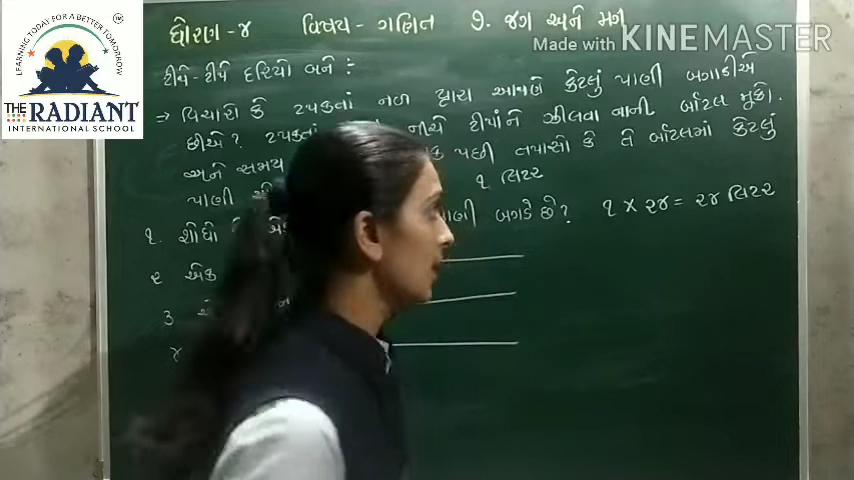 LEARNING TODAY FOR A BETTER TOMORROW
THE RADIANT
INTERNATIONAL SCHOOL
Made with KINEMASTER
ધોરણ - ૪ વિષય - ગણિત ૭. જગ અને મગ
ટીપે - ટીપે દરિયો બને :-
⇒ વિચારો કે ટપકતાં નળ દ્વારા આપણે કેટલું પાણી બગાડીએ
છીએ? ટપકતાં નીચે ટીપાંને ઝીલવા નાની બૉટલ મૂકો.
અને સમય પછી તપાસો કે તે બૉટલમાં કેટલું
પાણી
૧ લિટર
૧. શોધો પાણી બગડે છે? ૧ x ૨૪ = ૨૪ લિટર
૨ એક
૩
૪